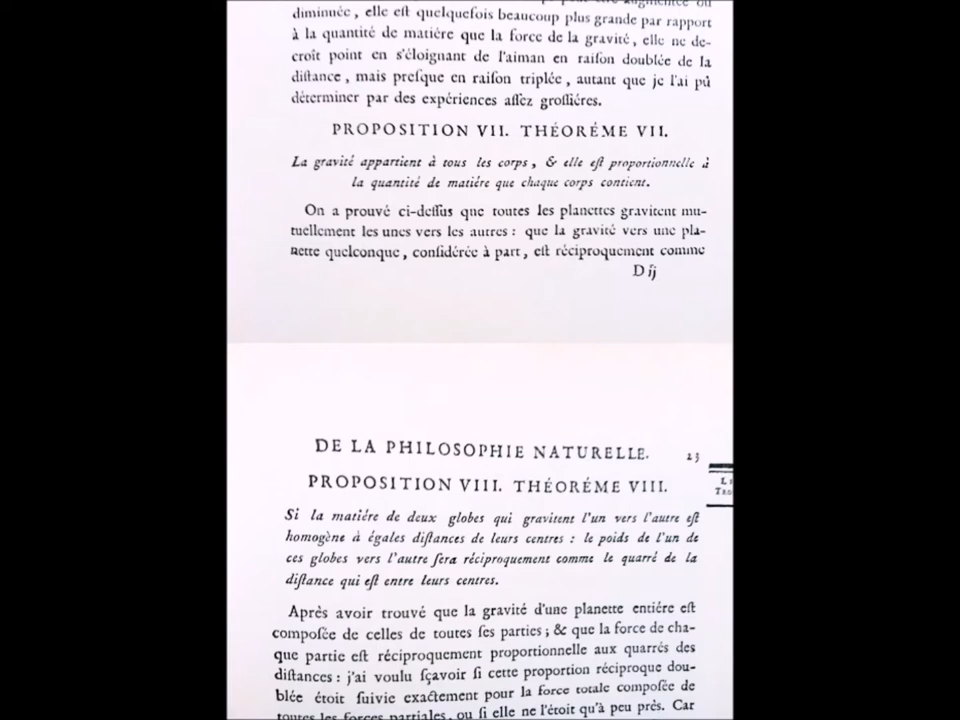 diminuée, elle eſt quelquefois beaucoup plus grande par rapport
à la quantité de matiére que la force de la gravité, elle ne de-
croît point en s'éloignant de l'aiman en raiſon doublée de la
diſtance, mais preſque en raiſon triplée, autant que je l'ai pû
déterminer par des expériences aſſez groſſiéres.
PROPOSITION VII. THÉORÉME VII.
La gravité appartient à tous les corps, & elle eſt proportionnelle à
la quantité de matiére que chaque corps contient.
On a prouvé ci-deſſus que toutes les planettes gravitent mu-
tuellement les unes vers les autres : que la gravité vers une pla-
nette quelconque, conſidérée à part, eſt réciproquement comme
D ij
DE LA PHILOSOPHIE NATURELLE. 23
PROPOSITION VIII. THÉORÉME VIII.
Si la matiére de deux globes qui gravitent l'un vers l'autre eſt
homogène à égales diſtances de leurs centres : le poids de l'un de
ces globes vers l'autre ſera réciproquement comme le quarré de la
diſtance qui eſt entre leurs centres.
Après avoir trouvé que la gravité d'une planette entiére eſt
compoſée de celles de toutes ſes parties ; & que la force de cha-
que partie eſt réciproquement proportionnelle aux quarrés des
diſtances : j'ai voulu ſçavoir ſi cette proportion réciproque dou-
blée étoit ſuivie exactement pour la force totale compoſée de
toutes les forces partiales, ou ſi elle ne l'étoit qu'à peu près. Car